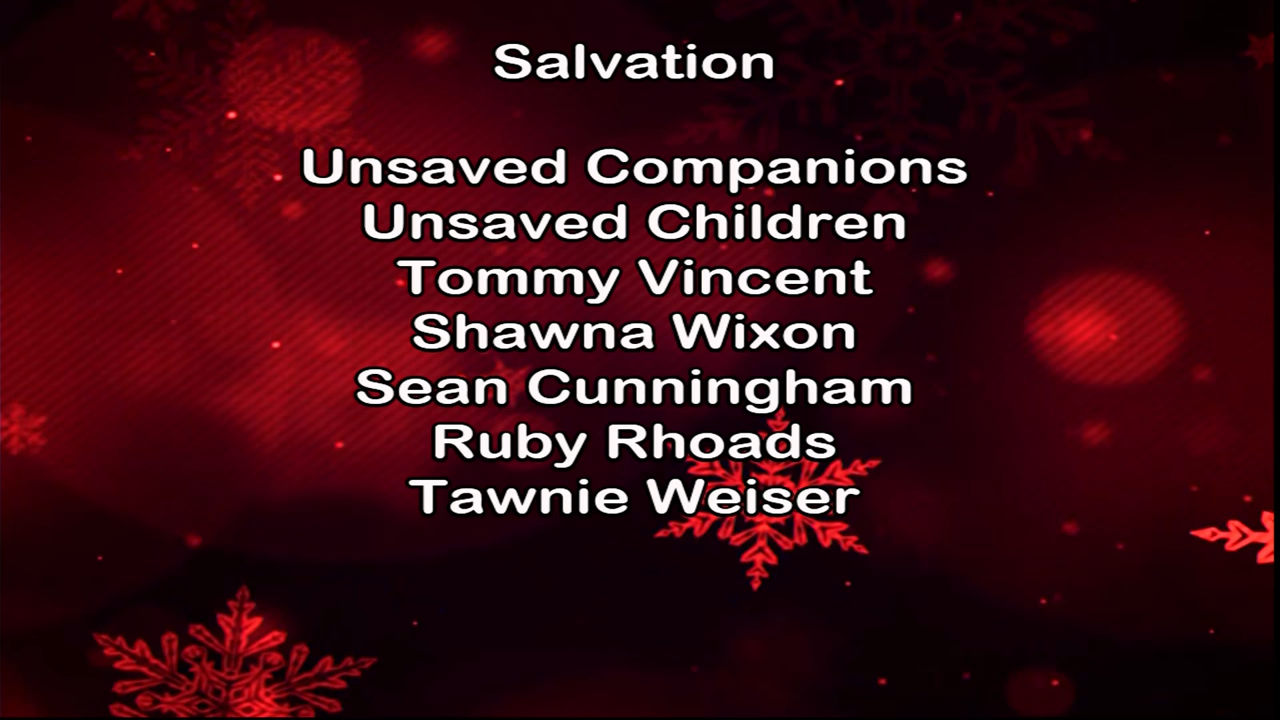 Salvation
Unsaved Companions
Unsaved Children
Tommy Vincent
Shawna Wixon
Sean Cunningham
Ruby Rhoads
Tawnie Weiser